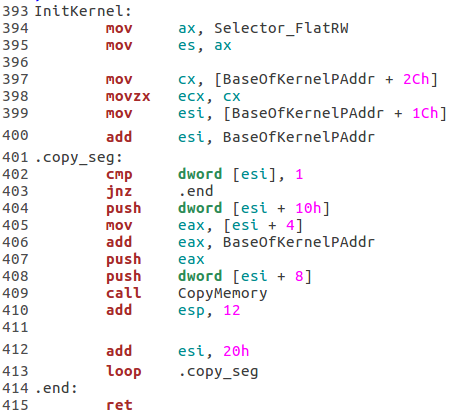 393 InitKernel:
394 mov ax, Selector_FlatRW
395 mov es, ax
396
397 mov cx, [BaseOfKernelPAddr + 2Ch]
398 movzx ecx, cx
399 mov esi, [BaseOfKernelPAddr + 1Ch]
400 add esi, BaseOfKernelPAddr
401 .copy_seg:
402 cmp dword [esi], 1
403 jnz .end
404 push dword [esi + 10h]
405 mov eax, [esi + 4]
406 add eax, BaseOfKernelPAddr
407 push eax
408 push dword [esi + 8]
409 call CopyMemory
410 add esp, 12
411
412 add esi, 20h
413 loop .copy_seg
414 .end:
415 ret